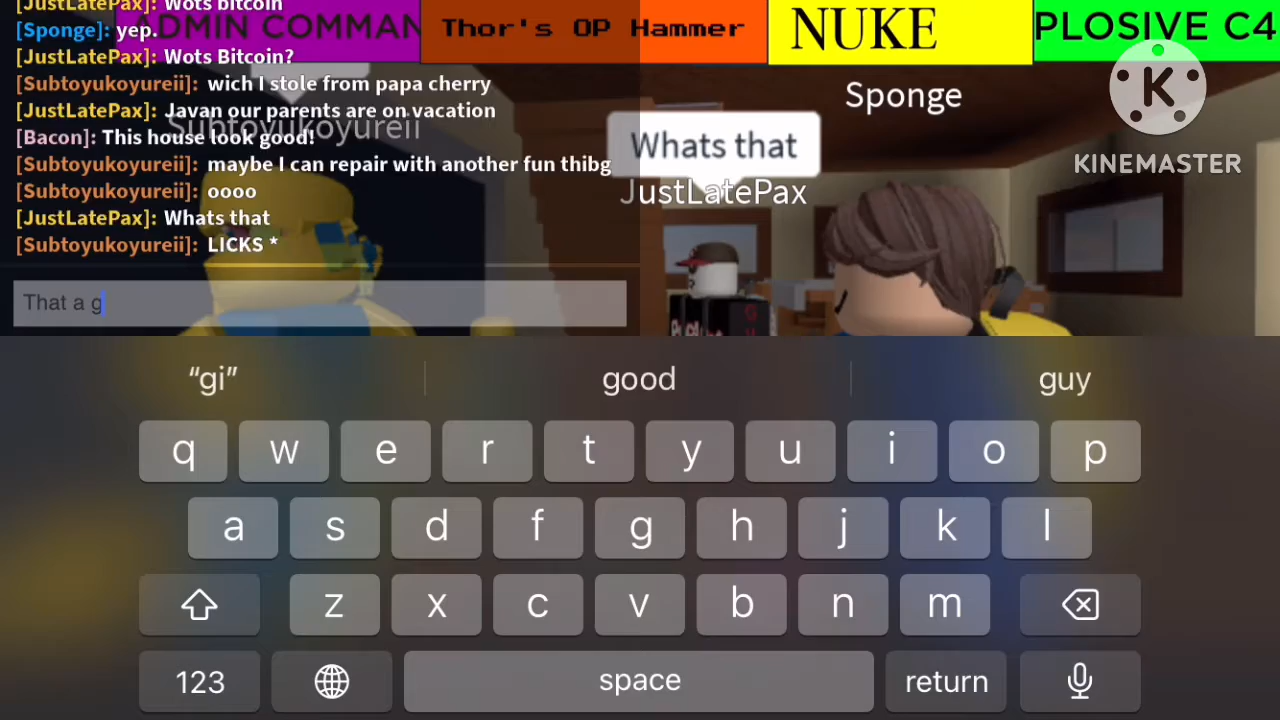 [JustLatePax]: Wots bitcoin
[Sponge]: yep.
[JustLatePax]: Wots Bitcoin?
[Subtoyukoyureii]: wich I stole from papa cherry
[JustLatePax]: Javan our parents are on vacation
[Bacon]: This house look good!
[Subtoyukoyureii]: maybe I can repair with another fun thibg
[Subtoyukoyureii]: oooo
[JustLatePax]: Whats that
[Subtoyukoyureii]: LICKS *
That a g
DMIN COMMAN
Thor's OP Hammer
NUKE
PLOSIVE C4
Subtoyukoyureii
Sponge
Whats that
JustLatePax
K
KINEMASTER
“gi” good guy
q w e r t y u i o p
a s d f g h j k l
z x c v b n m
123 space return